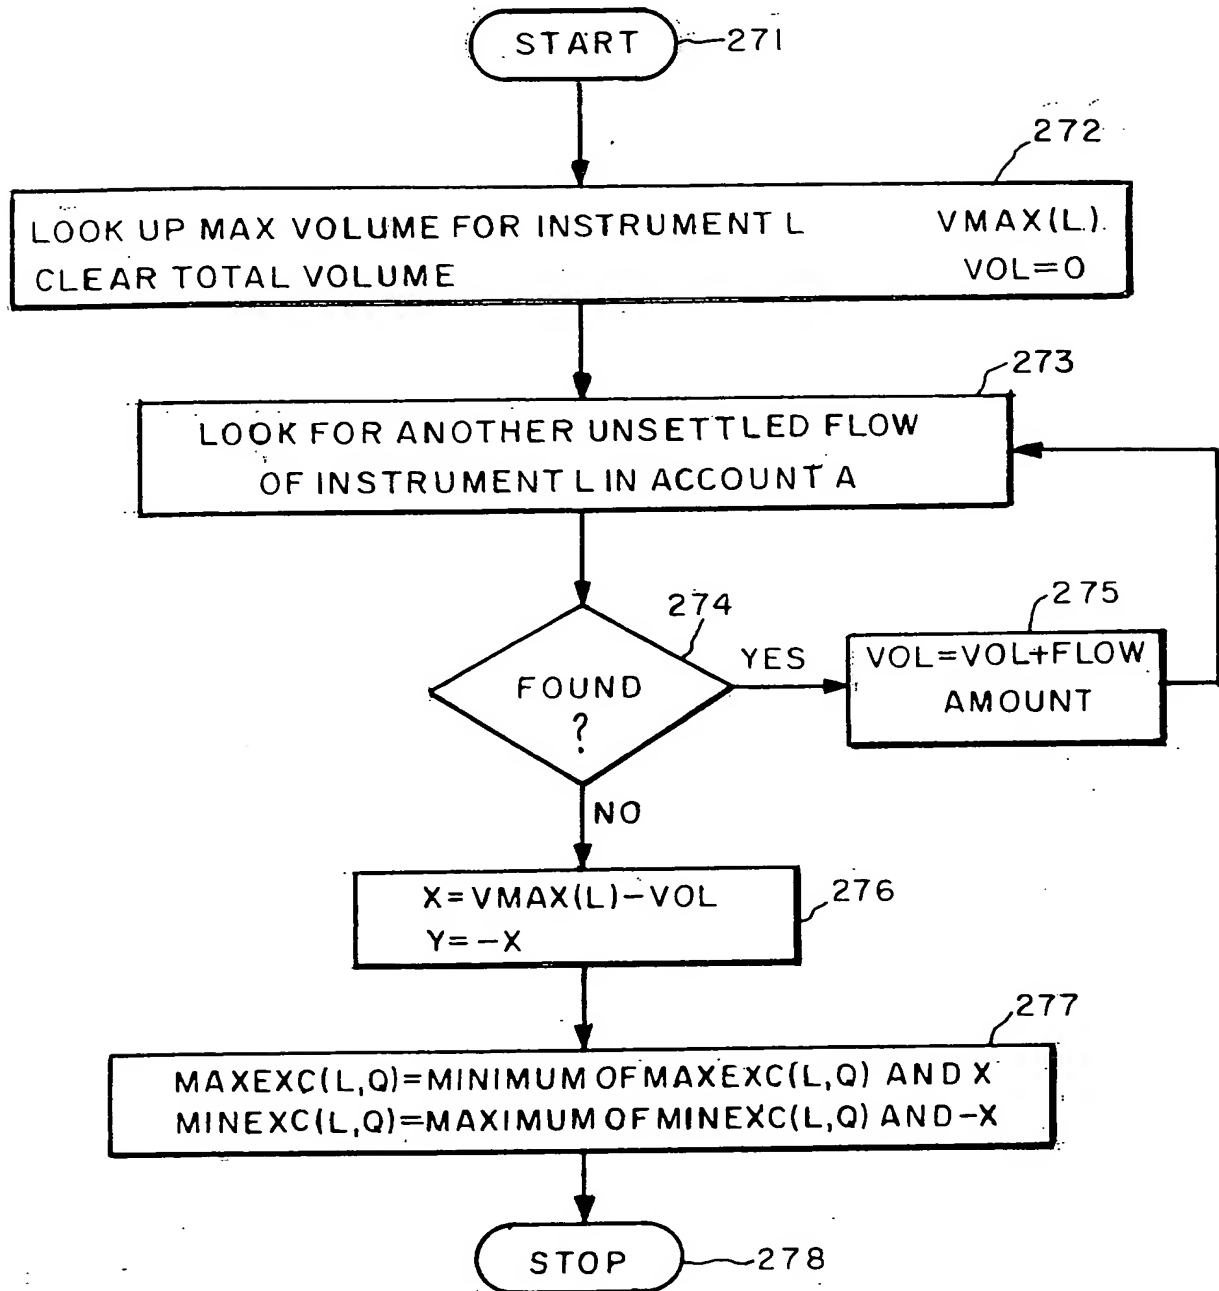 START
271
272
LOOK UP MAX VOLUME FOR INSTRUMENT L VMAX(L).
CLEAR TOTAL VOLUME VOL=0
273
LOOK FOR ANOTHER UNSETTLED FLOW
OF INSTRUMENT L IN ACCOUNT A
274
FOUND
?
YES
275
VOL=VOL+FLOW
AMOUNT
NO
X=VMAX(L)-VOL
Y=-X
276
277
MAXEXC(L,Q)=MINIMUM OF MAXEXC(L,Q) AND X
MINEXC(L,Q)=MAXIMUM OF MINEXC(L,Q) AND-X
STOP
278